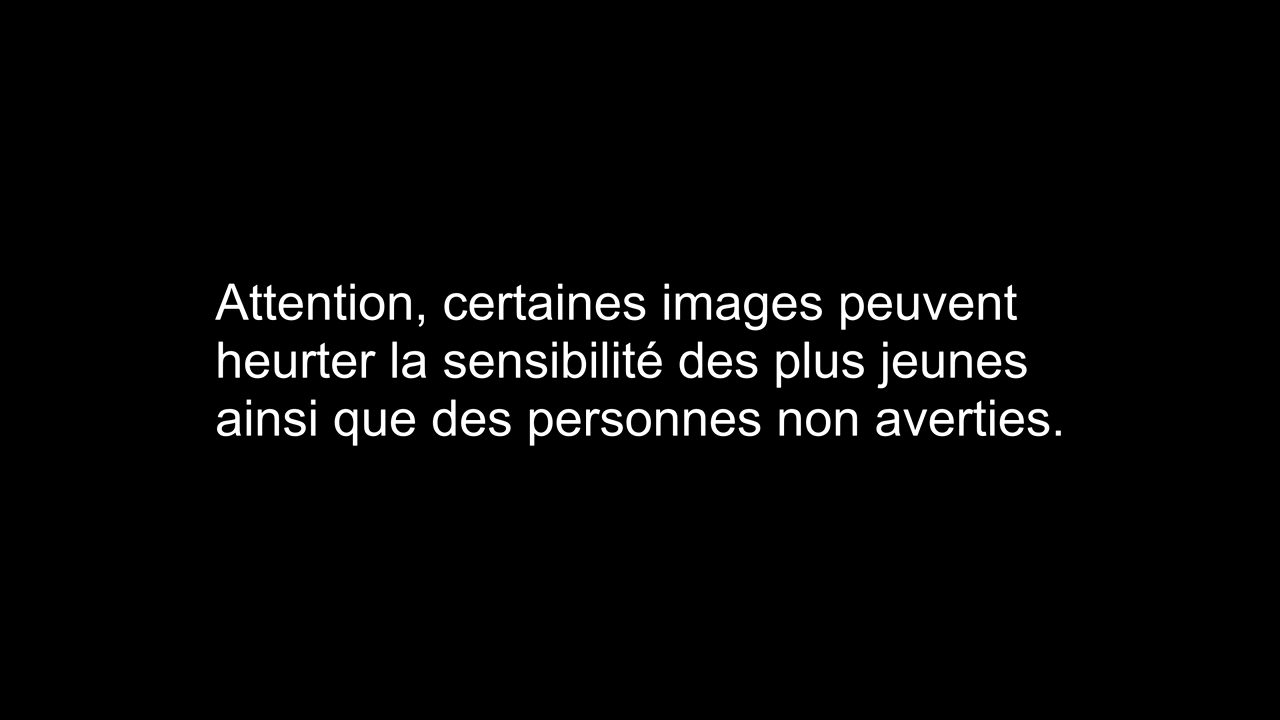 Attention, certaines images peuvent
heurter la sensibilité des plus jeunes
ainsi que des personnes non averties.